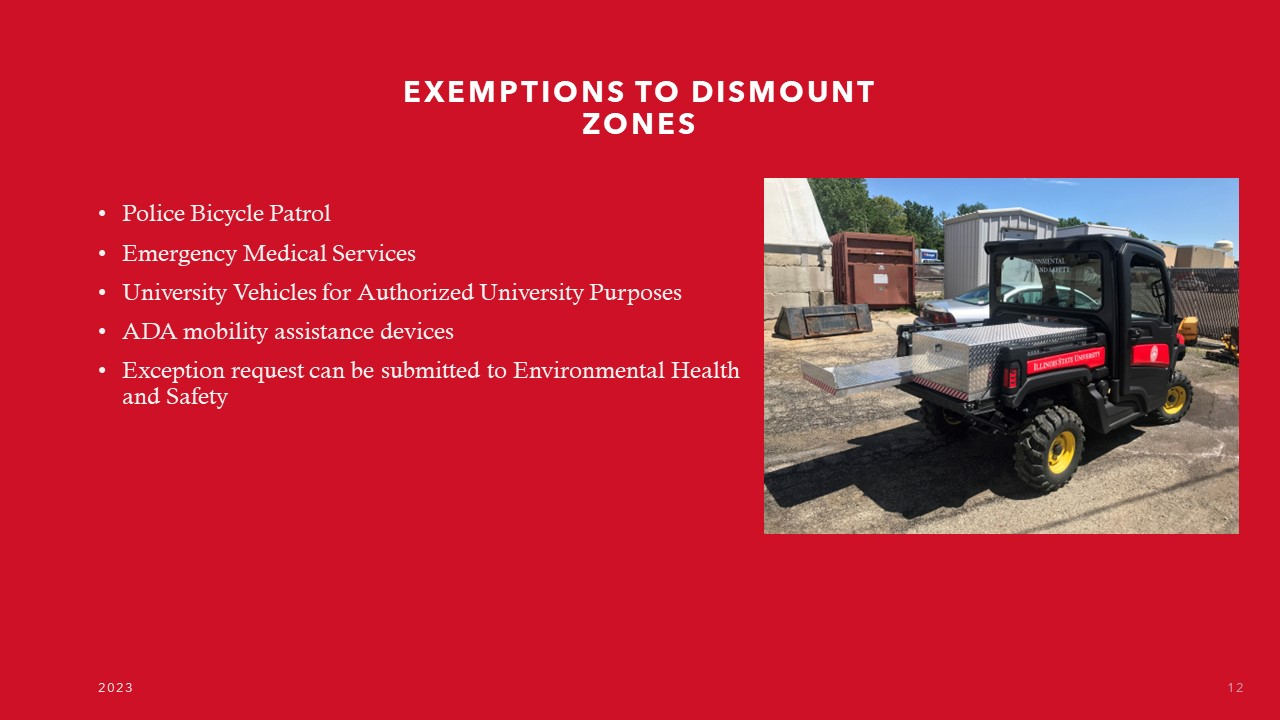 EXEMPTIONS TO DISMOUNT
ZONES
• Police Bicycle Patrol
• Emergency Medical Services
• University Vehicles for Authorized University Purposes
• ADA mobility assistance devices
• Exception request can be submitted to Environmental Health
and Safety
ILLINOIS STATE UNIVERSITY
2023
12